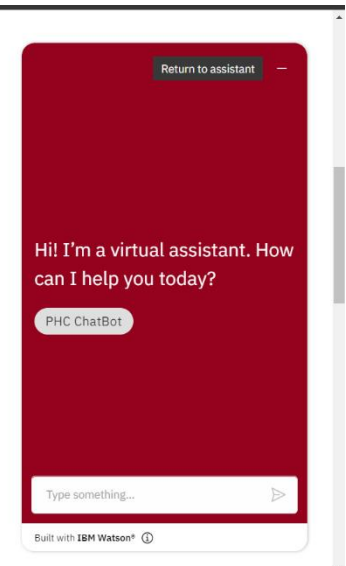 Return to assistant
Hi! I'm a virtual assistant. How
can I help you today?
PHC ChatBot
Type something...
Built with IBM Watson®